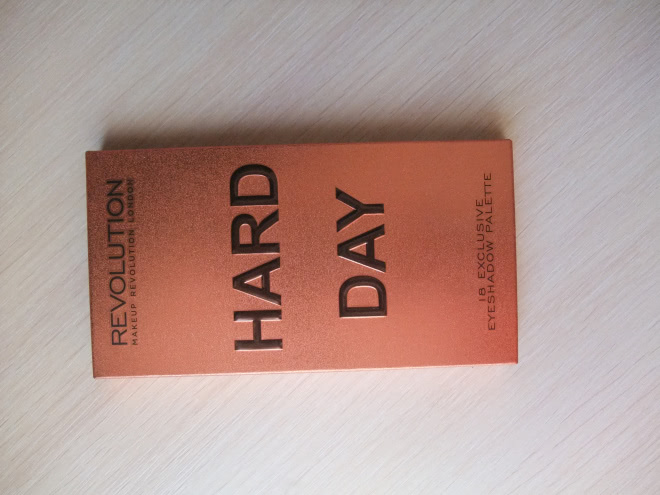 REVOLUTION
MAKEUP REVOLUTION LONDON
HARD
DAY
18 EXCLUSIVE
EYESHADOW PALETTE